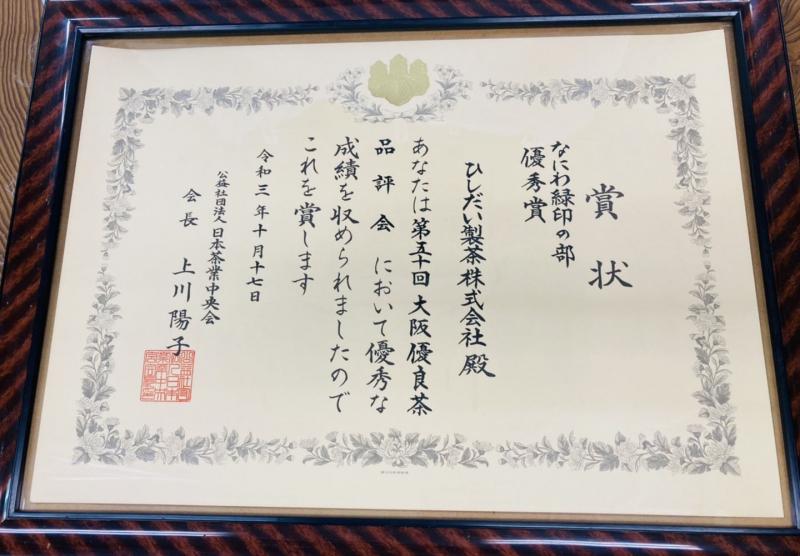 賞状
なにわ緑印の部
優秀賞
ひしだい製茶株式会社 殿
あなたは第五十回大阪優良茶
品評会において優秀な
成績を収められましたので
これを賞します
令和三年十月十七日
公益社団法人日本茶業中央会
会長 上川陽子